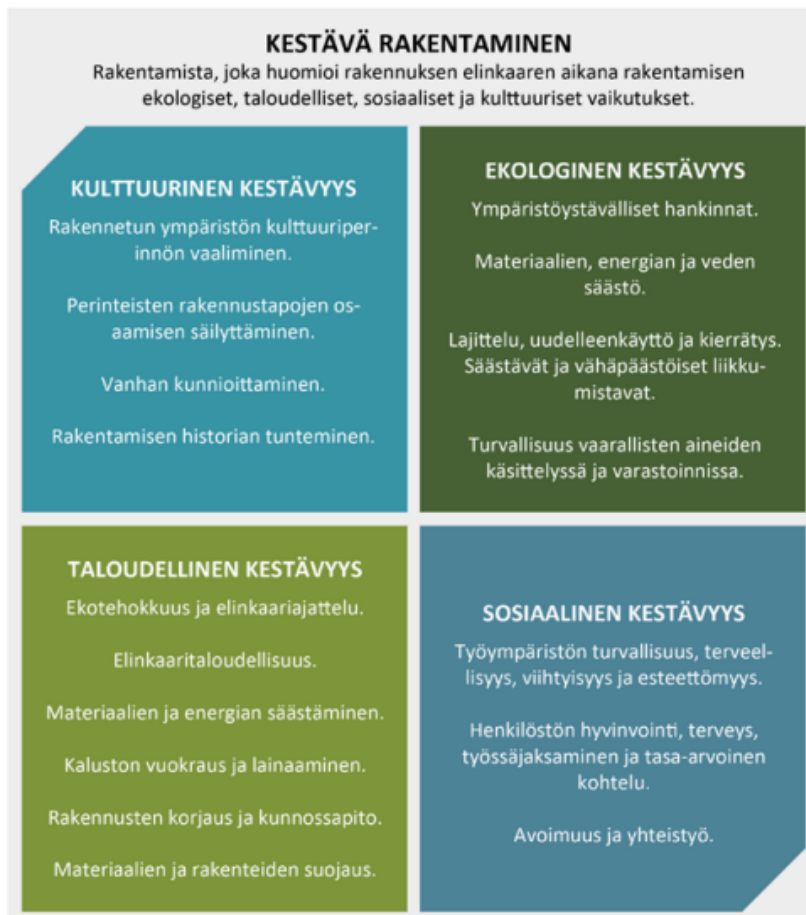 KESTÄVÄ RAKENTAMINEN
Rakentamista, joka huomioi rakennuksen elinkaaren aikana rakentamisen
ekologiset, taloudelliset, sosiaaliset ja kulttuuriset vaikutukset.
KULTTUURINEN KESTÄVYYS
Rakennetun ympäristön kulttuuriper-
innön vaaliminen.
Perinteisten rakennustapojen os-
aamisen säilyttäminen.
Vanhan kunnioittaminen.
Rakentamisen historian tunteminen.
EKOLOGINEN KESTÄVYYS
Ympäristöystävälliset hankinnat.
Materiaalien, energian ja veden
säästö.
Lajittelu, uudelleenkäyttö ja kierrätys.
Säästävät ja vähäpäästöiset liikku-
mistavat.
Turvallisuus vaarallisten aineiden
käsittelyssä ja varastoinnissa.
TALOUDELLINEN KESTÄVYYS
Ekotehokkuus ja elinkaariajattelu.
Elinkaaritaloudellisuus.
Materiaalien ja energian säästäminen.
Kaluston vuokraus ja lainaaminen.
Rakennusten korjaus ja kunnossapito.
Materiaalien ja rakenteiden suojaus.
SOSIAALINEN KESTÄVYYS
Työympäristön turvallisuus, terveel-
lisyys, viihtyisyys ja esteettömyys.
Henkilöstön hyvinvointi, terveys,
työssäjaksaminen ja tasa-arvoinen
kohtelu.
Avoimuus ja yhteistyö.